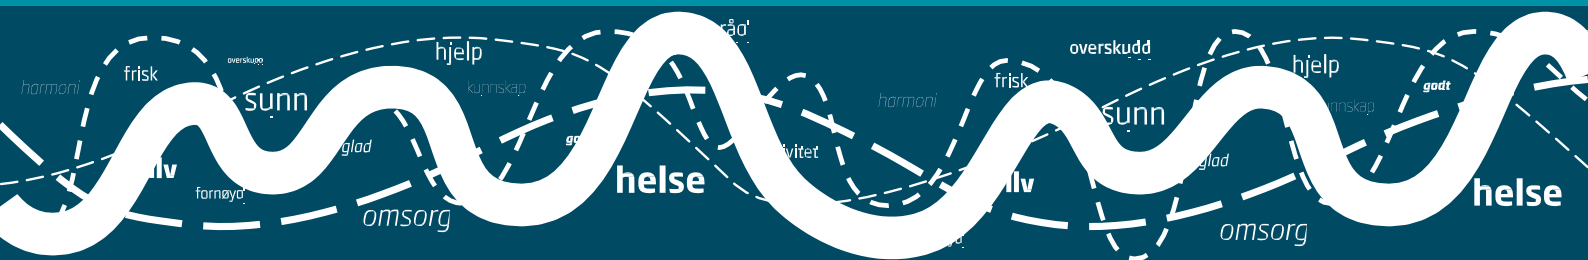 råd
overskudd
hjelp
hjelp
overskudd
frisk
frisk
harmoni
kunnskap
godt
harmoni
sunn
sunn
glad
glad
helse
fornøyd
helse
omsorg
omsorg